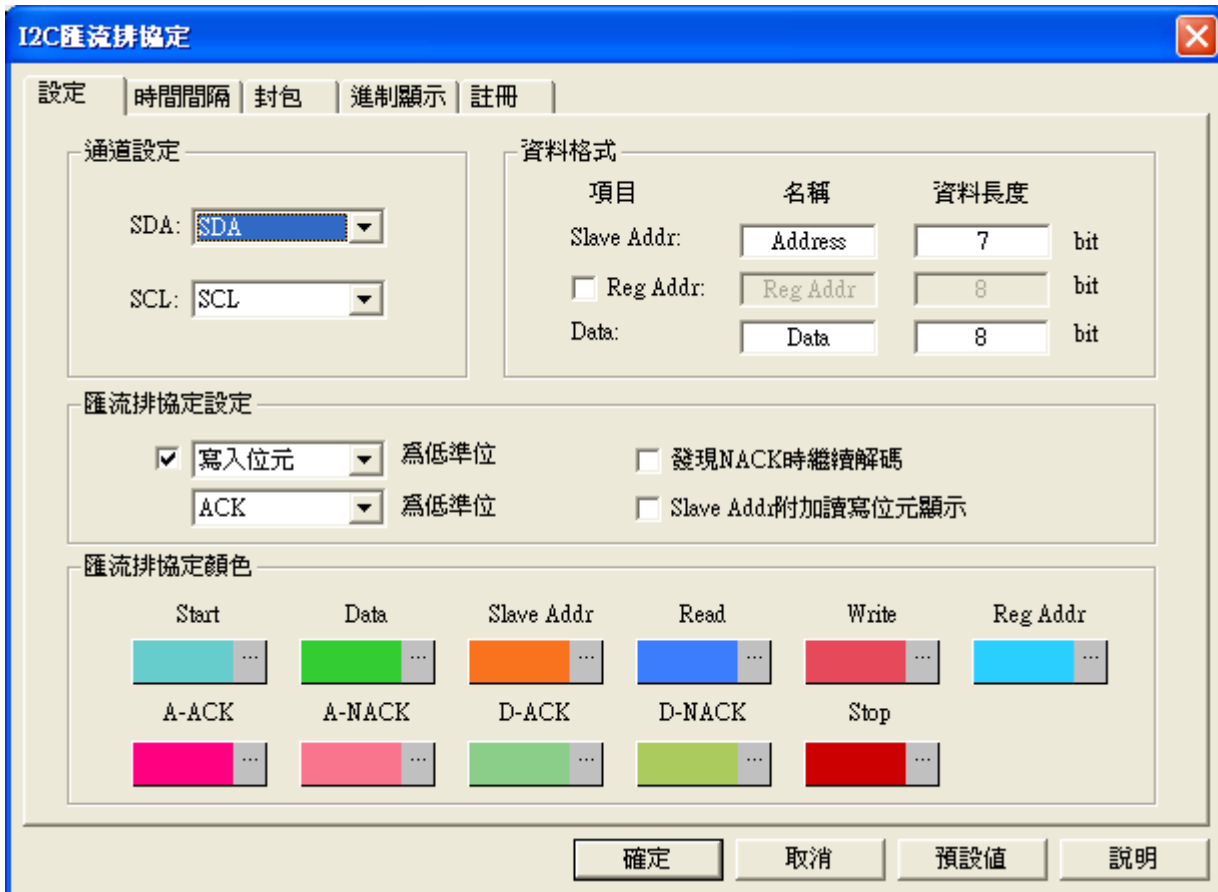 I2C匯流排協定
設定 時間間隔 封包 進制顯示 註冊
通道設定
SDA: SDA
SCL: SCL
資料格式
項目 名稱 資料長度
Slave Addr: Address 7 bit
Reg Addr: Reg Addr 8 bit
Data: Data 8 bit
匯流排協定設定
寫入位元 爲低準位
ACK 爲低準位
發現NACK時繼續解碼
Slave Addr附加讀寫位元顯示
匯流排協定顏色
Start Data Slave Addr Read Write Reg Addr
... ... ... ... ... ...
A-ACK A-NACK D-ACK D-NACK Stop
... ... ... ... ...
確定 取消 預設值 說明